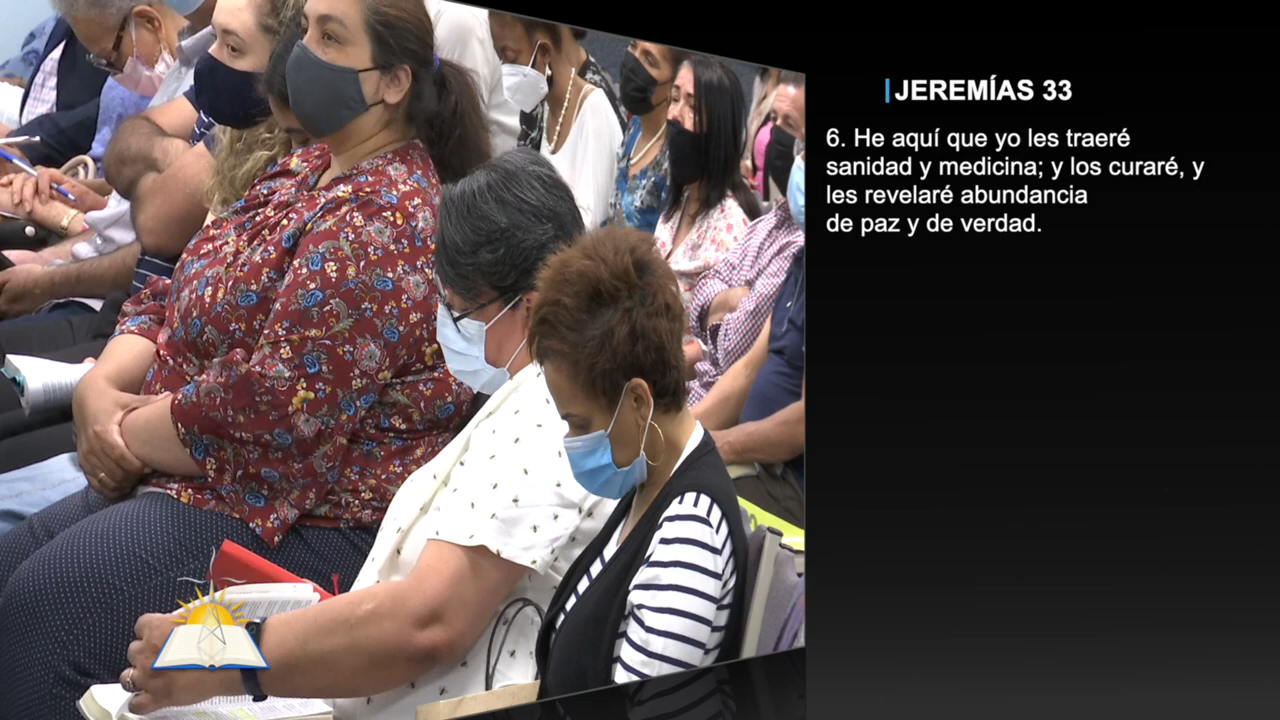 JEREMÍAS 33
6. He aquí que yo les traeré
sanidad y medicina; y los curaré, y
les revelaré abundancia
de paz y de verdad.